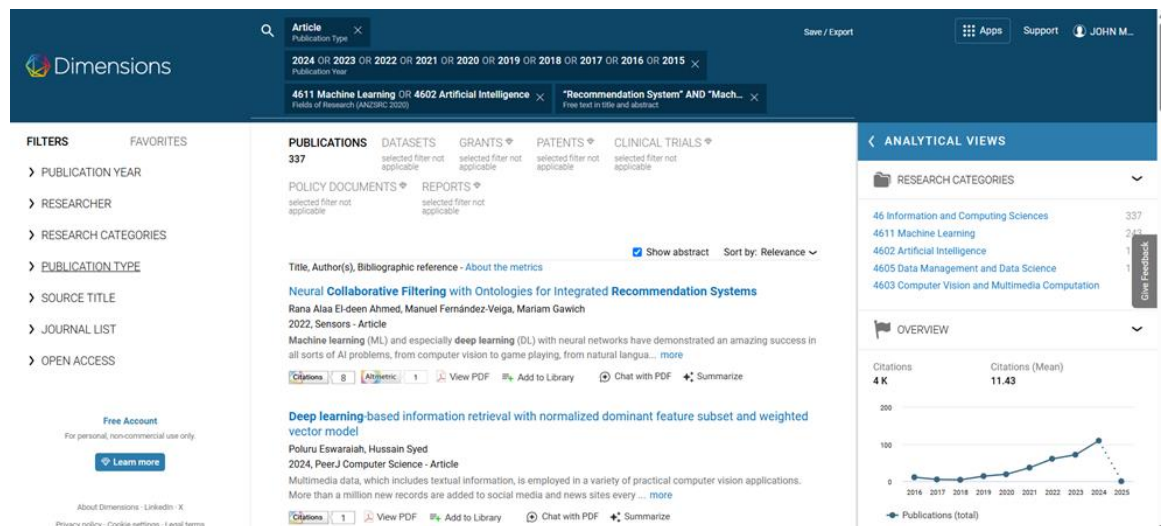 Dimensions
Article
Publication Type
Save / Export
Apps
Support
JOHN M...
2024 OR 2023 OR 2022 OR 2021 OR 2020 OR 2019 OR 2018 OR 2017 OR 2016 OR 2015
Publication Year
4611 Machine Learning OR 4602 Artificial Intelligence
Fields of Research (ANZSRC 2020)
"Recommendation System" AND "Mach...
Free text in title and abstract
FILTERS
FAVORITES
PUBLICATION YEAR
RESEARCHER
RESEARCH CATEGORIES
PUBLICATION TYPE
SOURCE TITLE
JOURNAL LIST
OPEN ACCESS
Free Account
For personal, non-commercial use only.
Learn more
About Dimensions · LinkedIn · X
Privacy policy · Cookie settings · Legal terms
PUBLICATIONS
337
DATASETS
selected filter not
applicable
GRANTS
selected filter not
applicable
PATENTS
selected filter not
applicable
CLINICAL TRIALS
selected filter not
applicable
POLICY DOCUMENTS
selected filter not
applicable
REPORTS
selected filter not
applicable
Show abstract
Sort by: Relevance
Title, Author(s), Bibliographic reference - About the metrics
Neural Collaborative Filtering with Ontologies for Integrated Recommendation Systems
Rana Alaa El-deen Ahmed, Manuel Fernández-Veiga, Mariam Gawich
2022, Sensors - Article
Machine learning (ML) and especially deep learning (DL) with neural networks have demonstrated an amazing success in
all sorts of AI problems, from computer vision to game playing, from natural langua... more
Citations 8 Altmetric 1 View PDF Add to Library Chat with PDF Summarize
Deep learning-based information retrieval with normalized dominant feature subset and weighted
vector model
Poluru Eswaraiah, Hussain Syed
2024, PeerJ Computer Science - Article
Multimedia data, which includes textual information, is employed in a variety of practical computer vision applications.
More than a million new records are added to social media and news sites every ... more
Citations 1 View PDF Add to Library Chat with PDF Summarize
ANALYTICAL VIEWS
RESEARCH CATEGORIES
46 Information and Computing Sciences 337
4611 Machine Learning 243
4602 Artificial Intelligence
4605 Data Management and Data Science
4603 Computer Vision and Multimedia Computation
Give Feedback
OVERVIEW
Citations
4 K
Citations (Mean)
11.43
200
100
0
2016 2017 2018 2019 2020 2021 2022 2023 2024 2025
Publications (total)